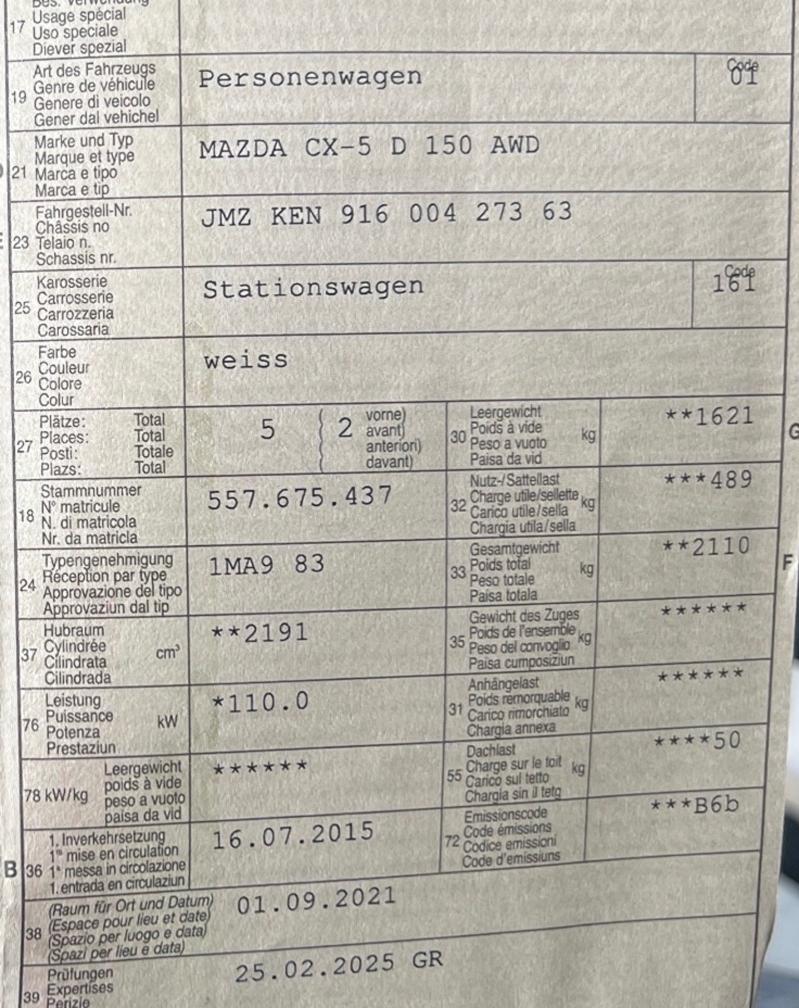 17 Usage spécial
Uso speciale
Diever spezial
19 Art des Fahrzeugs
Genre de véhicule
Genere di veicolo
Gener dal vehichel
Personenwagen
Code
01
21 Marke und Typ
Marque et type
Marca e tipo
Marca e tip
MAZDA CX-5 D 150 AWD
23 Fahrgestell-Nr.
Châssis no
Telaio n.
Schassis nr.
JMZ KEN 916 004 273 63
25 Karosserie
Carrosserie
Carrozzeria
Carossaria
Stationswagen
Code
161
26 Farbe
Couleur
Colore
Colur
weiss
27 Plätze: Total
Places: Total
Posti: Totale
Plazs: Total
5 ( 2 vorne)
avant)
anteriori)
davant)
30 Leergewicht
Poids à vide
Peso a vuoto
Paisa da vid
kg
**1621
G
18 Stammnummer
N° matricule
N. di matricola
Nr. da matricla
557.675.437
32 Nutz-/Sattellast
Charge utile/sellette
Carico utile/sella
Chargia utila/sella
kg
***489
24 Typengenehmigung
Réception par type
Approvazione del tipo
Approvaziun dal tip
1MA9 83
33 Gesamtgewicht
Poids total
Peso totale
Paisa totala
kg
**2110
F
37 Hubraum
Cylindrée
Cilindrata
Cilindrada
cm³
**2191
35 Gewicht des Zuges
Poids de l'ensemble
Peso del convoglio
Paisa cumposiziun
kg
******
76 Leistung
Puissance
Potenza
Prestaziun
kW
*110.0
31 Anhängelast
Poids remorquable
Carico rimorchiato
Chargia annexa
kg
******
78 kW/kg
Leergewicht
poids à vide
peso a vuoto
paisa da vid
******
55 Dachlast
Charge sur le toit
Carico sul tetto
Chargia sin il tetg
kg
****50
B 36 1. Inverkehrsetzung
1re mise en circulation
1a messa in circolazione
1. entrada en circulaziun
16.07.2015
72 Emissionscode
Code émissions
Codice emissioni
Code d'emissiuns
***B6b
38 (Raum für Ort und Datum)
(Espace pour lieu et date)
(Spazio per luogo e data)
(Spazi per lieu e data)
01.09.2021
39 Prüfungen
Expertises
Perizie
25.02.2025 GR